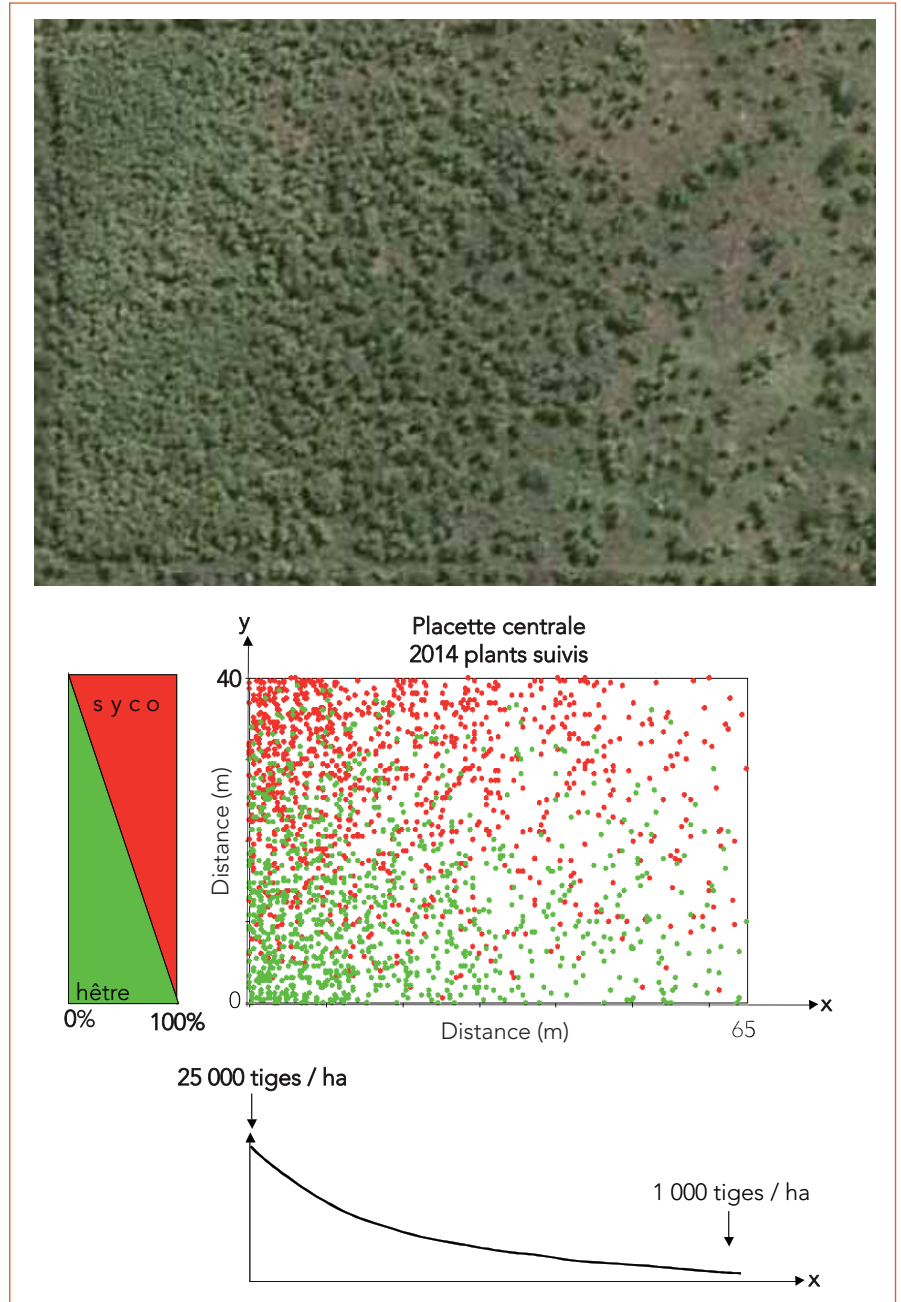 y
Placette centrale
2014 plants suivis
40
s y c o
Distance (m)
hêtre
0
0%
100%
x
Distance (m)
65
25 000 tiges / ha
1 000 tiges / ha
x